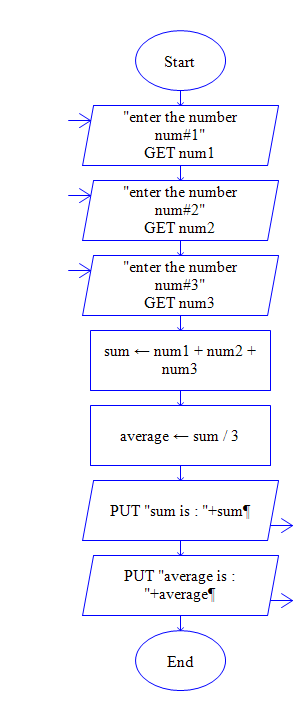 Start
"enter the number
num#1"
GET num1
"enter the number
num#2"
GET num2
"enter the number
num#3"
GET num3
sum ← num1 + num2 +
num3
average ← sum / 3
PUT "sum is : "+sum¶
PUT "average is :
"+average¶
End